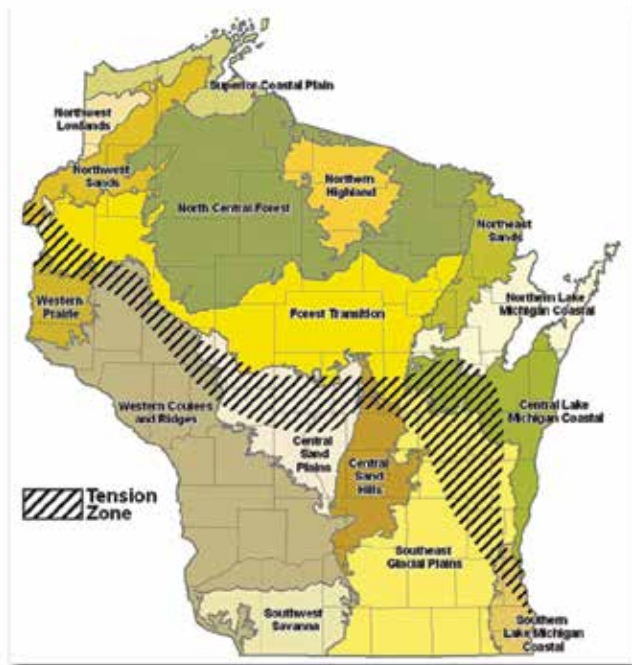 Superior Coastal Plain
Northwest
Lowlands
Northwest
Sands
Northern
Highland
North Central Forest
Northeast
Sands
Western
Prairie
Forest Transition
Northern Lake
Michigan Coastal
Western Coulees
and Ridges
Central Lake
Michigan Coastal
Central
Sand
Plains
Central
Sand
Hills
Tension
Zone
Southeast
Glacial Plains
Southwest
Savanna
Southern
Lake Michigan
Coastal